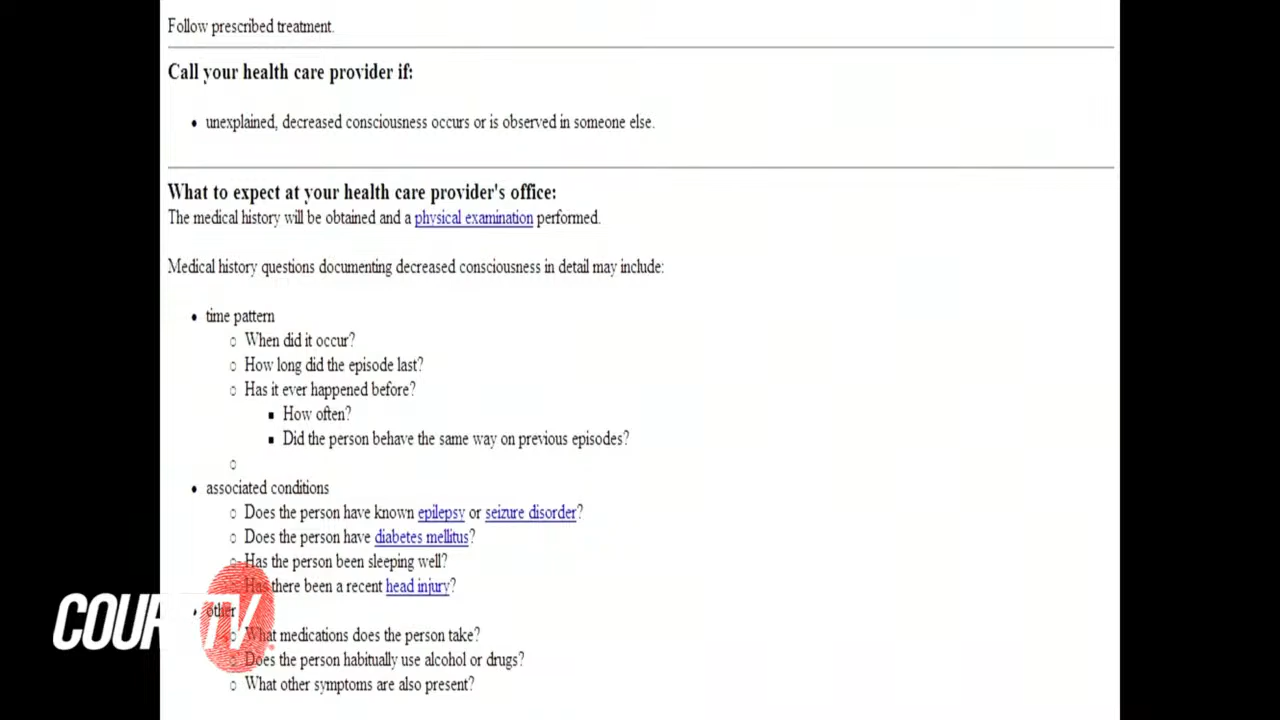 Follow prescribed treatment.
Call your health care provider if:
unexplained, decreased consciousness occurs or is observed in someone else.
What to expect at your health care provider's office:
The medical history will be obtained and a physical examination performed.
Medical history questions documenting decreased consciousness in detail may include:
time pattern
When did it occur?
How long did the episode last?
Has it ever happened before?
How often?
Did the person behave the same way on previous episodes?
associated conditions
Does the person have known epilepsy or seizure disorder?
Does the person have diabetes mellitus?
Has the person been sleeping well?
Has there been a recent head injury?
other
What medications does the person take?
Does the person habitually use alcohol or drugs?
What other symptoms are also present?
COURT TV